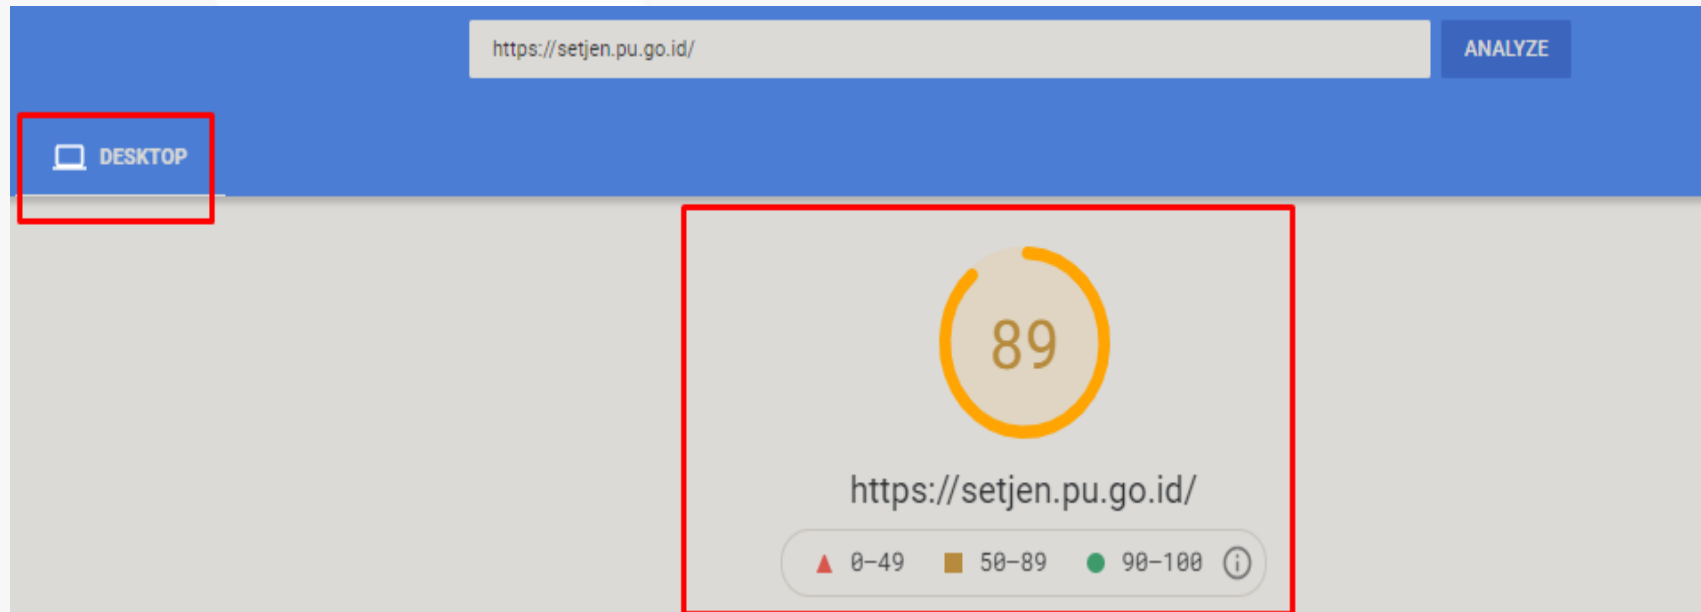 https://setjen.pu.go.id/
ANALYZE
DESKTOP
89
https://setjen.pu.go.id/
0–49 50–89 90–100